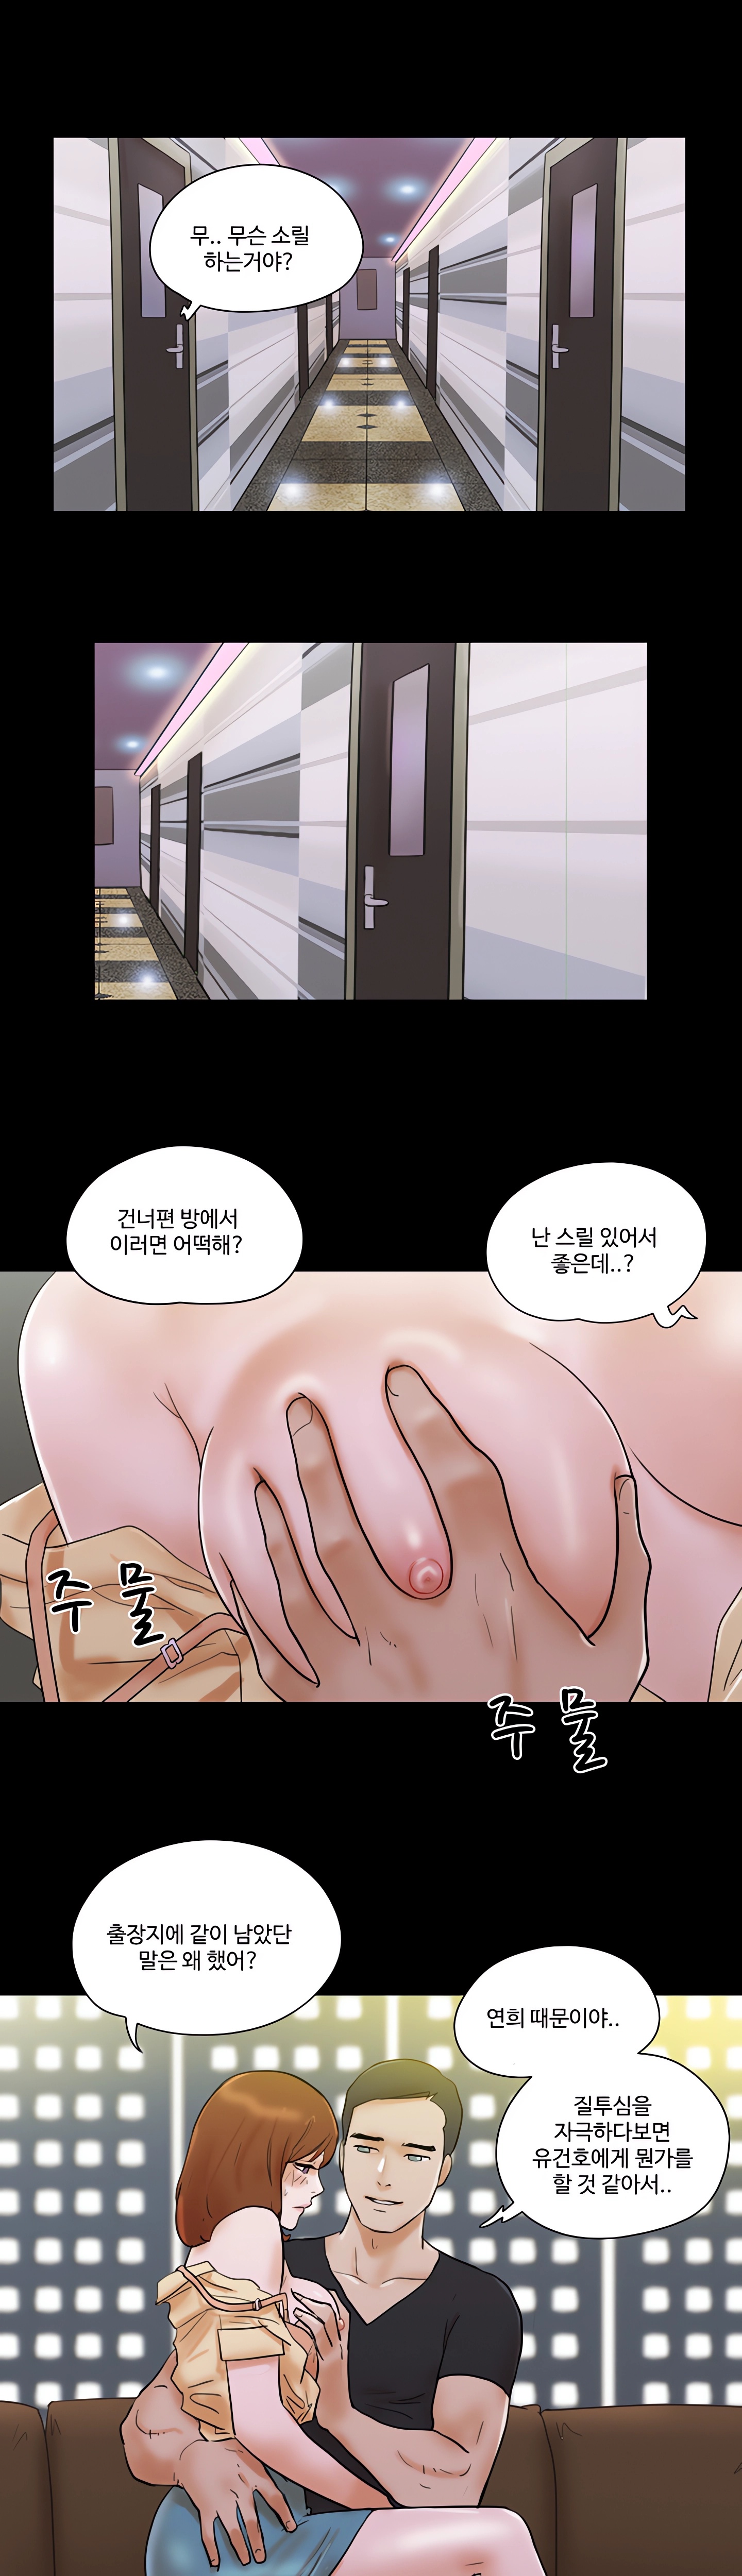 무.. 무슨 소릴
하는거야?
건너편 방에서
이러면 어떡해?
난 스릴 있어서
좋은데..?
주 물
주 물
출장지에 같이 남았단
말은 왜 했어?
연희 때문이야..
질투심을
자극하다보면
유건호에게 뭔가를
할 것 같아서..